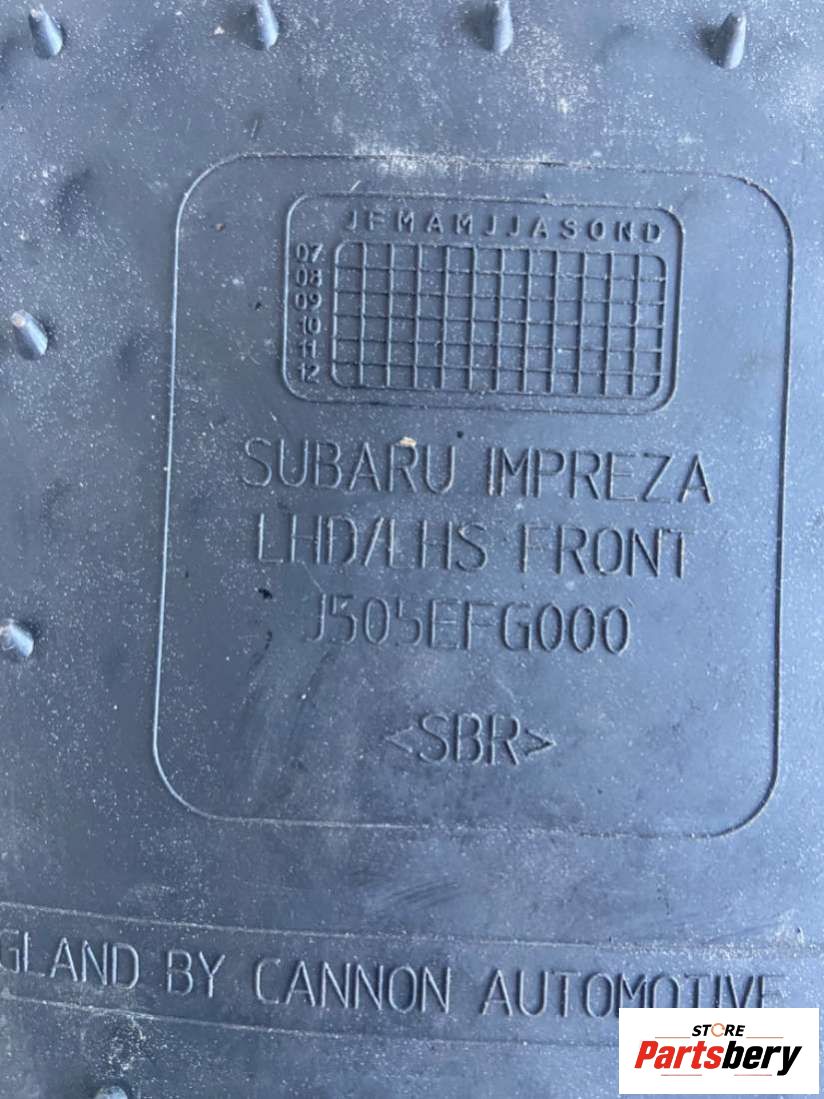 JFMAMJJASOND
07
08
09
10
11
12
SUBARU IMPREZA
LHD/LHS FRONT
J505EFG000
<SBR>
GLAND BY CANNON AUTOMOTIVE
STORE
Partsbery